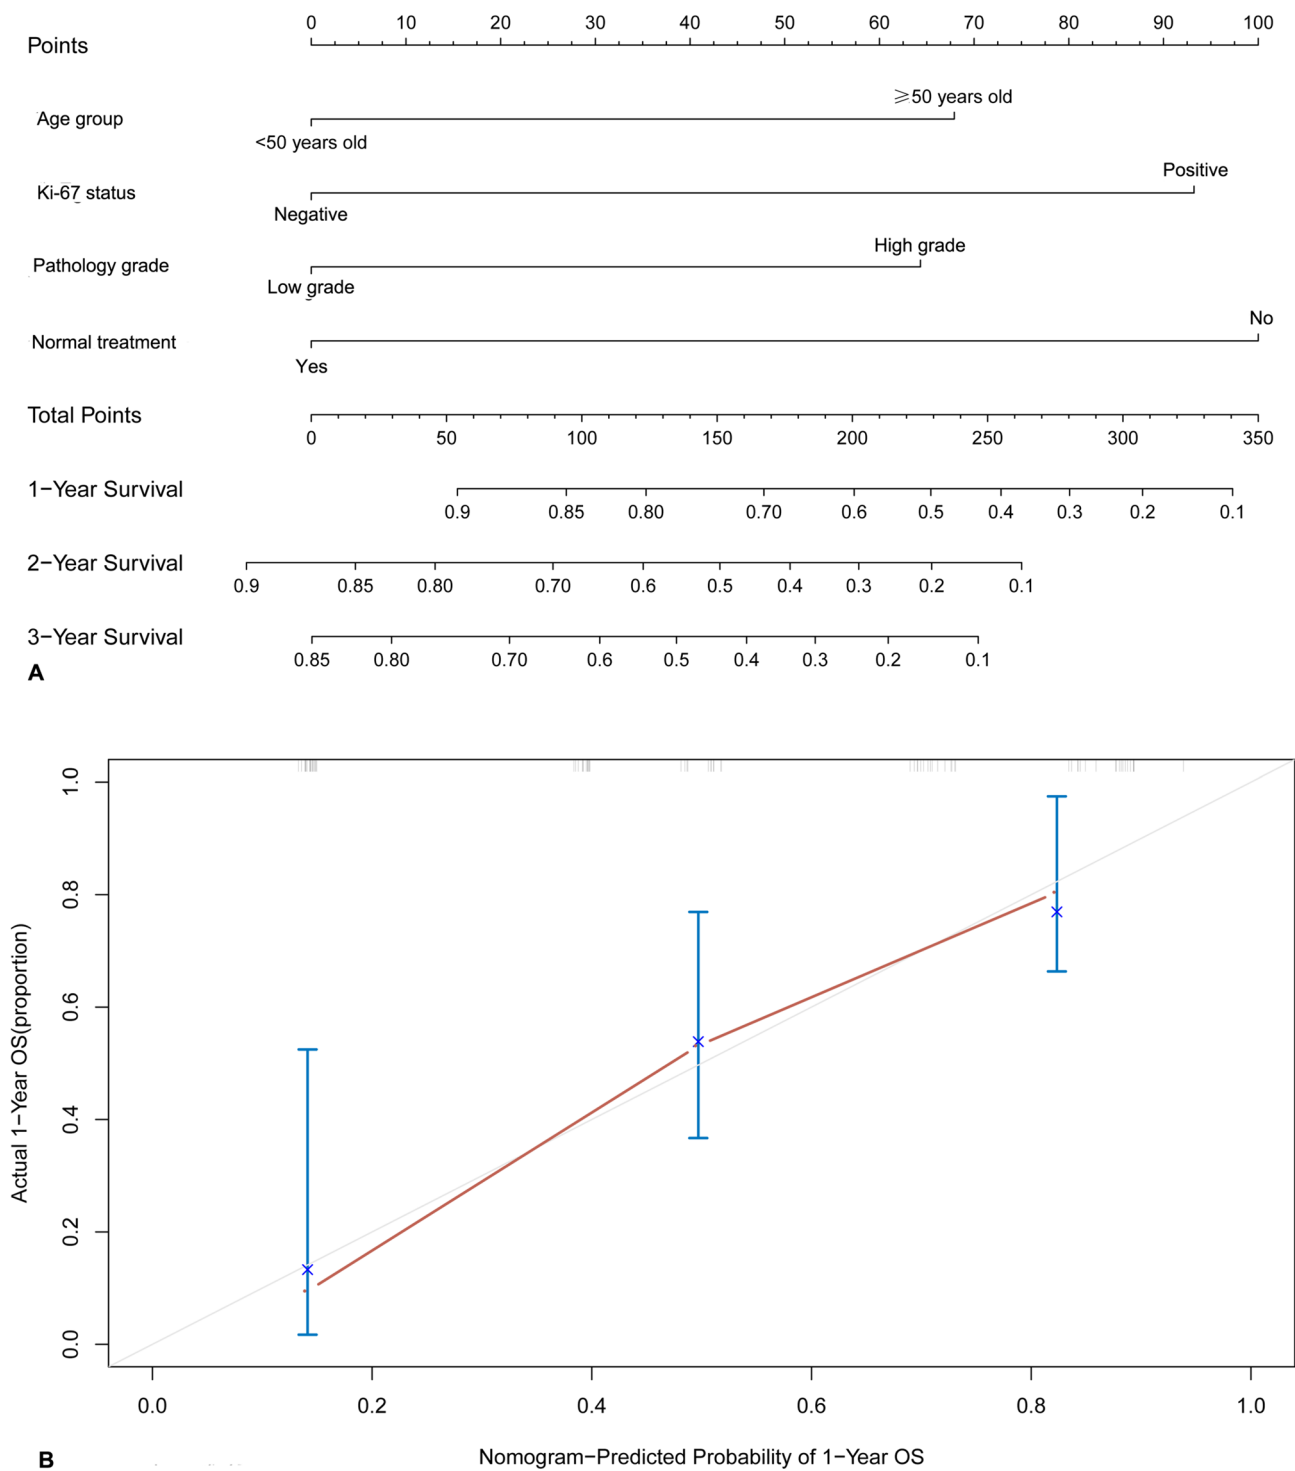 0 10 20 30 40 50 60 70 80 90 100
Points
≥50 years old
Age group
<50 years old
Positive
Ki-67 status
Negative
High grade
Pathology grade
Low grade
No
Normal treatment
Yes
Total Points
0 50 100 150 200 250 300 350
1−Year Survival
0.9 0.85 0.80 0.70 0.6 0.5 0.4 0.3 0.2 0.1
2−Year Survival
0.9 0.85 0.80 0.70 0.6 0.5 0.4 0.3 0.2 0.1
3−Year Survival
0.85 0.80 0.70 0.6 0.5 0.4 0.3 0.2 0.1
A
1.0
0.8
0.6
0.4
0.2
0.0
Actual 1−Year OS(proportion)
0.0 0.2 0.4 0.6 0.8 1.0
Nomogram−Predicted Probability of 1−Year OS
B